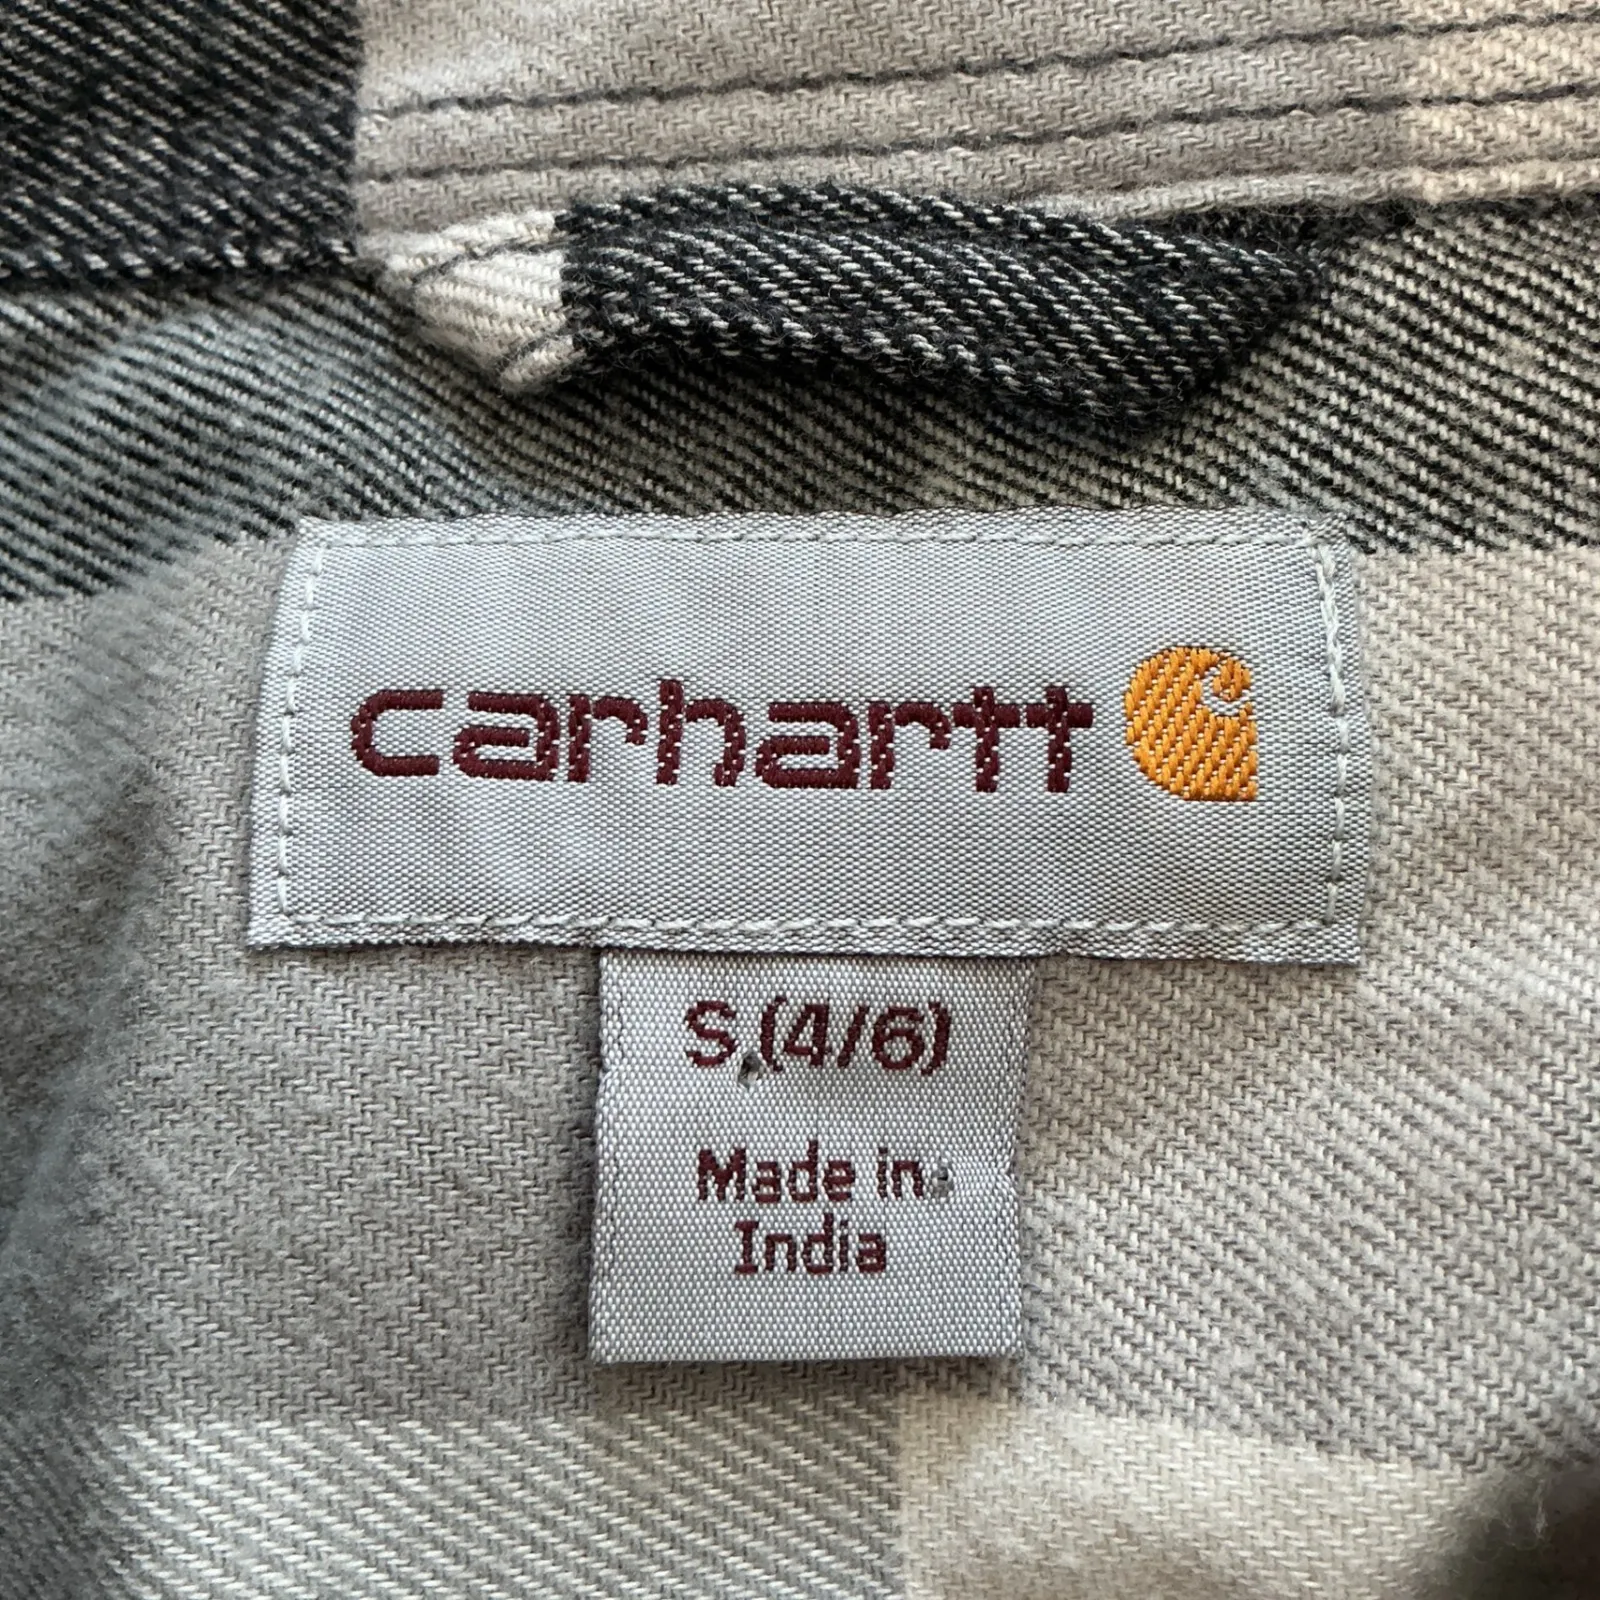 carhartt
S (4/6)
Made in
India